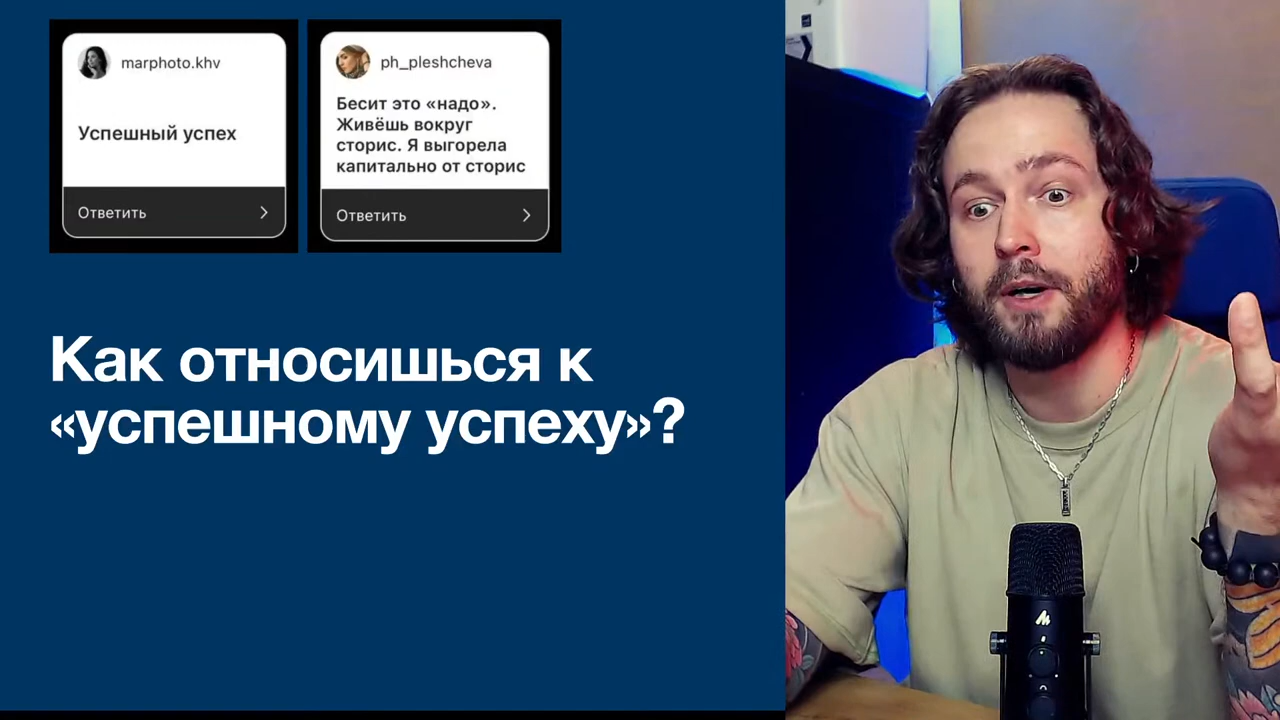 marphoto.khv
Успешный успех
Ответить
ph_pleshcheva
Бесит это «надо».
Живёшь вокруг
сторис. Я выгорела
капитально от сторис
Ответить
Как относишься к
«успешному успеху»?